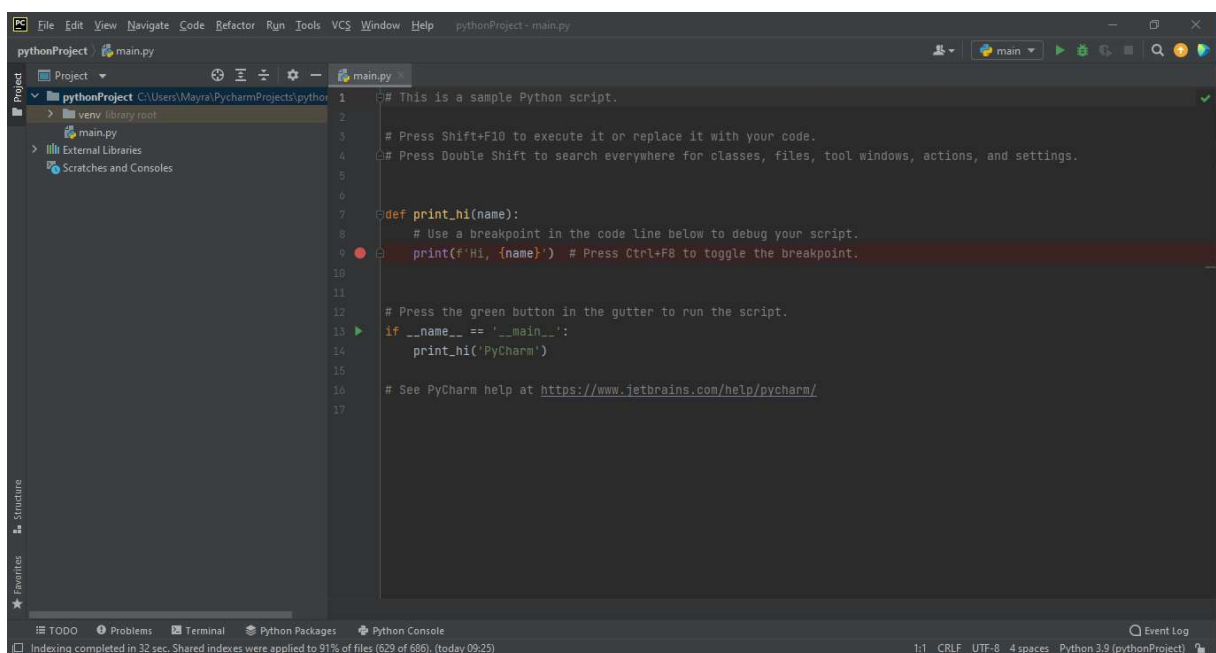 PC File Edit View Navigate Code Refactor Run Tools VCS Window Help pythonProject - main.py
pythonProject main.py main
Project main.py
Project
pythonProject C:\Users\Mayra\PycharmProjects\python
venv library root
main.py
External Libraries
Scratches and Consoles
1 # This is a sample Python script.
2
3 # Press Shift+F10 to execute it or replace it with your code.
4 # Press Double Shift to search everywhere for classes, files, tool windows, actions, and settings.
5
6
7 def print_hi(name):
8 # Use a breakpoint in the code line below to debug your script.
9 print(f'Hi, {name}') # Press Ctrl+F8 to toggle the breakpoint.
10
11
12 # Press the green button in the gutter to run the script.
13 if __name__ == '__main__':
14 print_hi('PyCharm')
15
16 # See PyCharm help at https://www.jetbrains.com/help/pycharm/
17
Structure
Favorites
TODO Problems Terminal Python Packages Python Console Event Log
Indexing completed in 32 sec. Shared indexes were applied to 91% of files (629 of 686). (today 09:25) 1:1 CRLF UTF-8 4 spaces Python 3.9 (pythonProject)